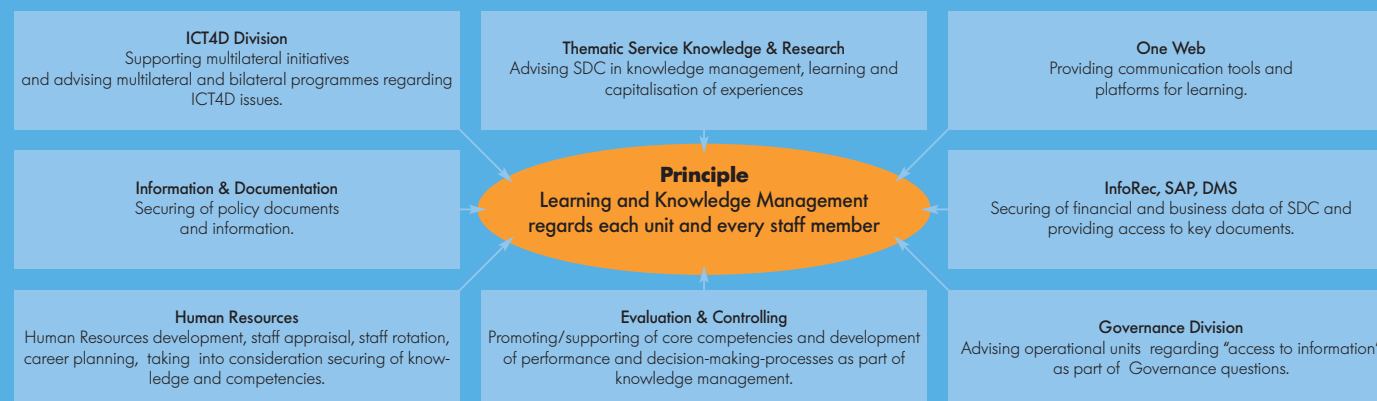 ICT4D Division
Supporting multilateral initiatives
and advising multilateral and bilateral programmes regarding
ICT4D issues.
Thematic Service Knowledge & Research
Advising SDC in knowledge management, learning and
capitalisation of experiences
One Web
Providing communication tools and
platforms for learning.
Information & Documentation
Securing of policy documents
and information.
Principle
Learning and Knowledge Management
regards each unit and every staff member
InfoRec, SAP, DMS
Securing of financial and business data of SDC and
providing access to key documents.
Human Resources
Human Resources development, staff appraisal, staff rotation,
career planning, taking into consideration securing of know-
ledge and competencies.
Evaluation & Controlling
Promoting/supporting of core competencies and development
of performance and decision-making-processes as part of
knowledge management.
Governance Division
Advising operational units regarding “access to information”
as part of Governance questions.